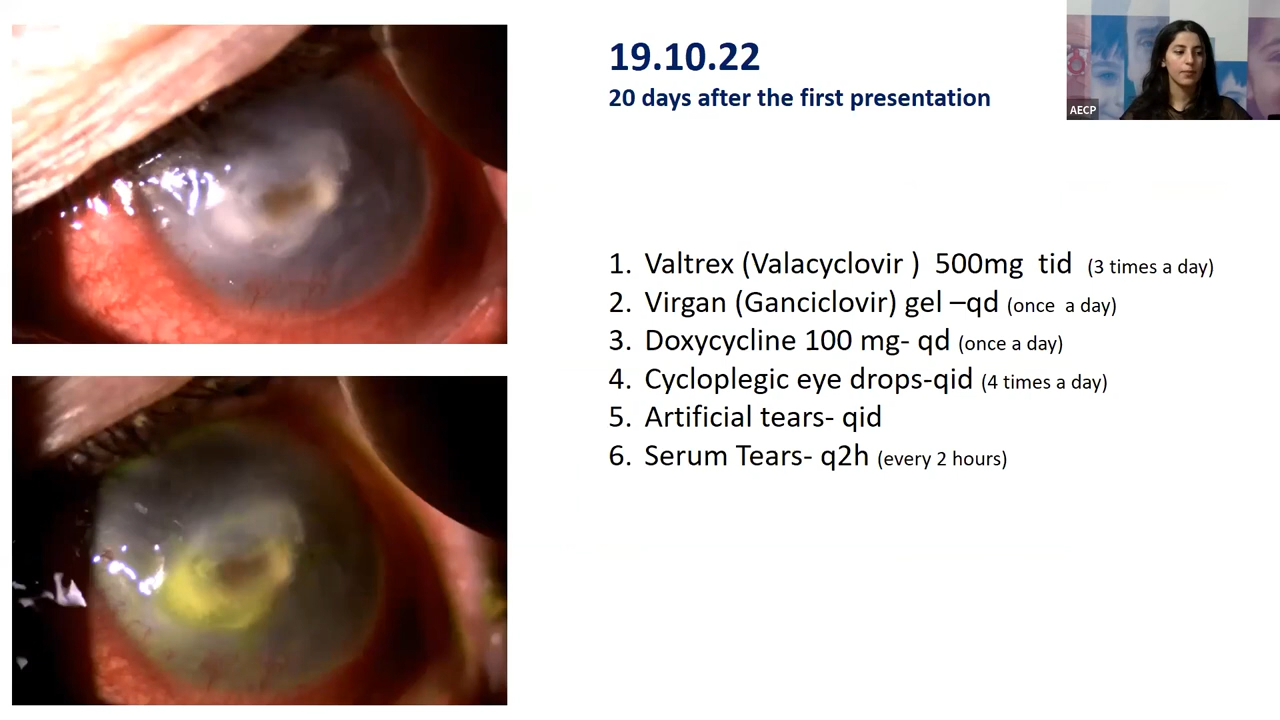 19.10.22
20 days after the first presentation
AECP
1. Valtrex (Valacyclovir ) 500mg tid (3 times a day)
2. Virgan (Ganciclovir) gel –qd (once a day)
3. Doxycycline 100 mg- qd (once a day)
4. Cycloplegic eye drops-qid (4 times a day)
5. Artificial tears- qid
6. Serum Tears- q2h (every 2 hours)